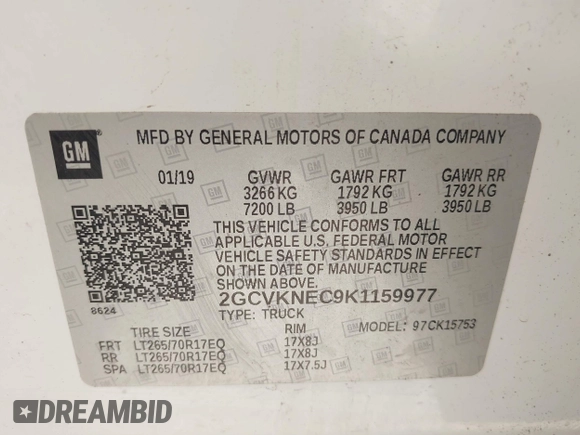 GM
MFD BY GENERAL MOTORS OF CANADA COMPANY
01/19 GVWR GAWR FRT GAWR RR
3266 KG 1792 KG 1792 KG
7200 LB 3950 LB 3950 LB
THIS VEHICLE CONFORMS TO ALL
APPLICABLE U.S. FEDERAL MOTOR
VEHICLE SAFETY STANDARDS IN EFFECT
ON THE DATE OF MANUFACTURE
SHOWN ABOVE.
8624
2GCVKNEC9K1159977
TYPE: TRUCK MODEL: 97CK15753
TIRE SIZE RIM
FRT LT265/70R17EQ 17X8J
RR LT265/70R17EQ 17X8J
SPA LT265/70R17EQ 17X7.5J
DREAMBID